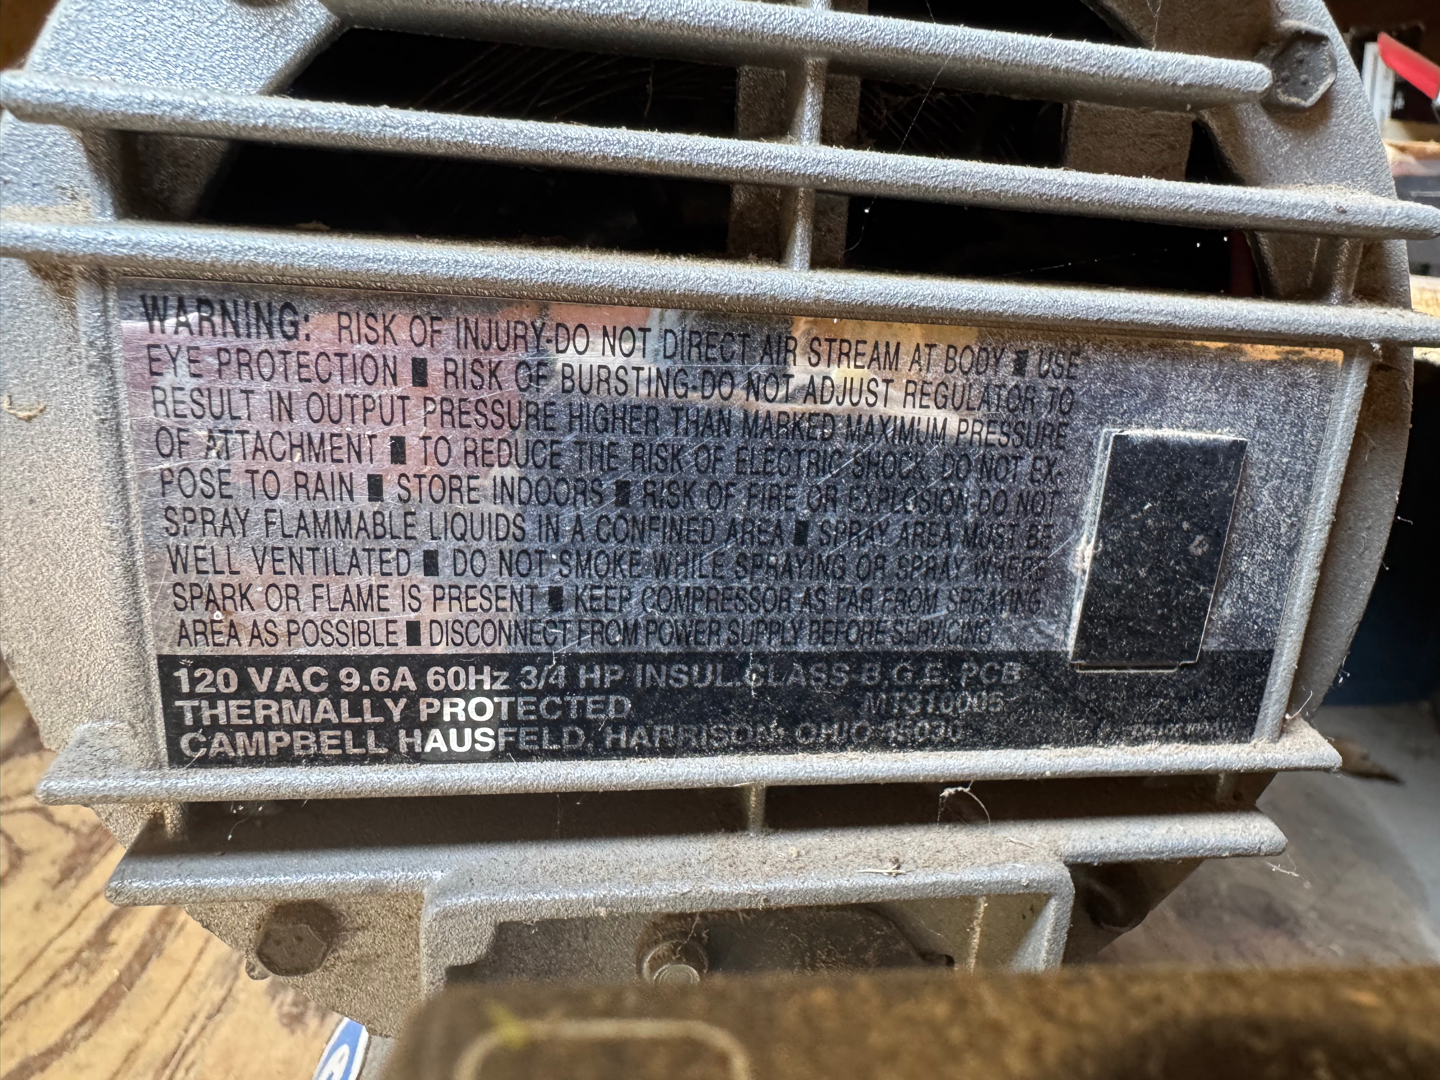 WARNING: RISK OF INJURY-DO NOT DIRECT AIR STREAM AT BODY ▮ USE
EYE PROTECTION ▮ RISK OF BURSTING-DO NOT ADJUST REGULATOR TO
RESULT IN OUTPUT PRESSURE HIGHER THAN MARKED MAXIMUM PRESSURE
OF ATTACHMENT ▮ TO REDUCE THE RISK OF ELECTRIC SHOCK, DO NOT EX-
POSE TO RAIN ▮ STORE INDOORS ▮ RISK OF FIRE OR EXPLOSION-DO NOT
SPRAY FLAMMABLE LIQUIDS IN A CONFINED AREA ▮ SPRAY AREA MUST BE
WELL VENTILATED ▮ DO NOT SMOKE WHILE SPRAYING OR SPRAY WHERE
SPARK OR FLAME IS PRESENT ▮ KEEP COMPRESSOR AS FAR FROM SPRAYING
AREA AS POSSIBLE ▮ DISCONNECT FROM POWER SUPPLY BEFORE SERVICING
120 VAC 9.6A 60Hz 3/4 HP INSUL.CLASS-B.G.E. PCB
THERMALLY PROTECTED
CAMPBELL HAUSFELD, HARRISON, OHIO